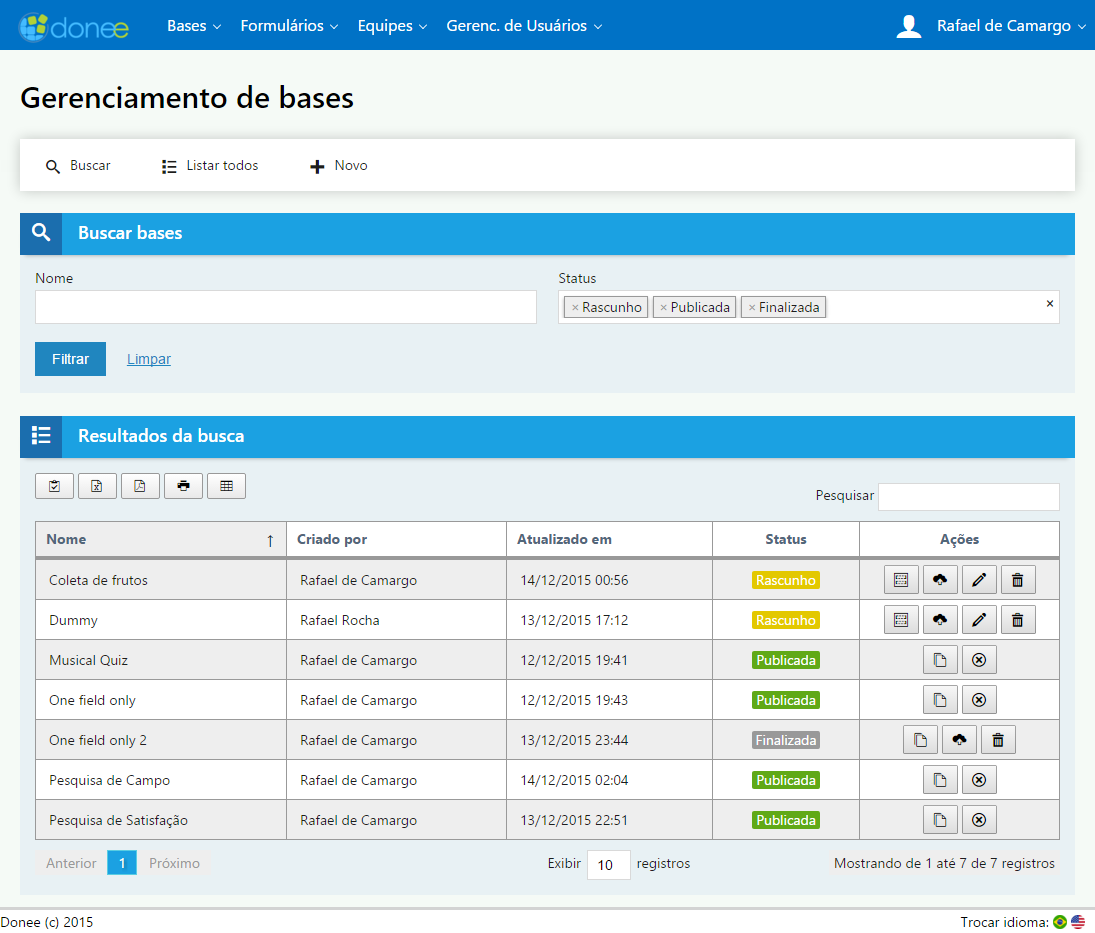 donee Bases Formulários Equipes Gerenc. de Usuários Rafael de Camargo
Gerenciamento de bases
Buscar Listar todos Novo
Buscar bases
Nome Status
× Rascunho × Publicada × Finalizada ×
Filtrar Limpar
Resultados da busca
Pesquisar
Nome ↑ Criado por Atualizado em Status Ações
Coleta de frutos Rafael de Camargo 14/12/2015 00:56 Rascunho
Dummy Rafael Rocha 13/12/2015 17:12 Rascunho
Musical Quiz Rafael de Camargo 12/12/2015 19:41 Publicada
One field only Rafael de Camargo 12/12/2015 19:43 Publicada
One field only 2 Rafael de Camargo 13/12/2015 23:44 Finalizada
Pesquisa de Campo Rafael de Camargo 14/12/2015 02:04 Publicada
Pesquisa de Satisfação Rafael de Camargo 13/12/2015 22:51 Publicada
Anterior 1 Próximo Exibir 10 registros Mostrando de 1 até 7 de 7 registros
Donee (c) 2015 Trocar idioma: